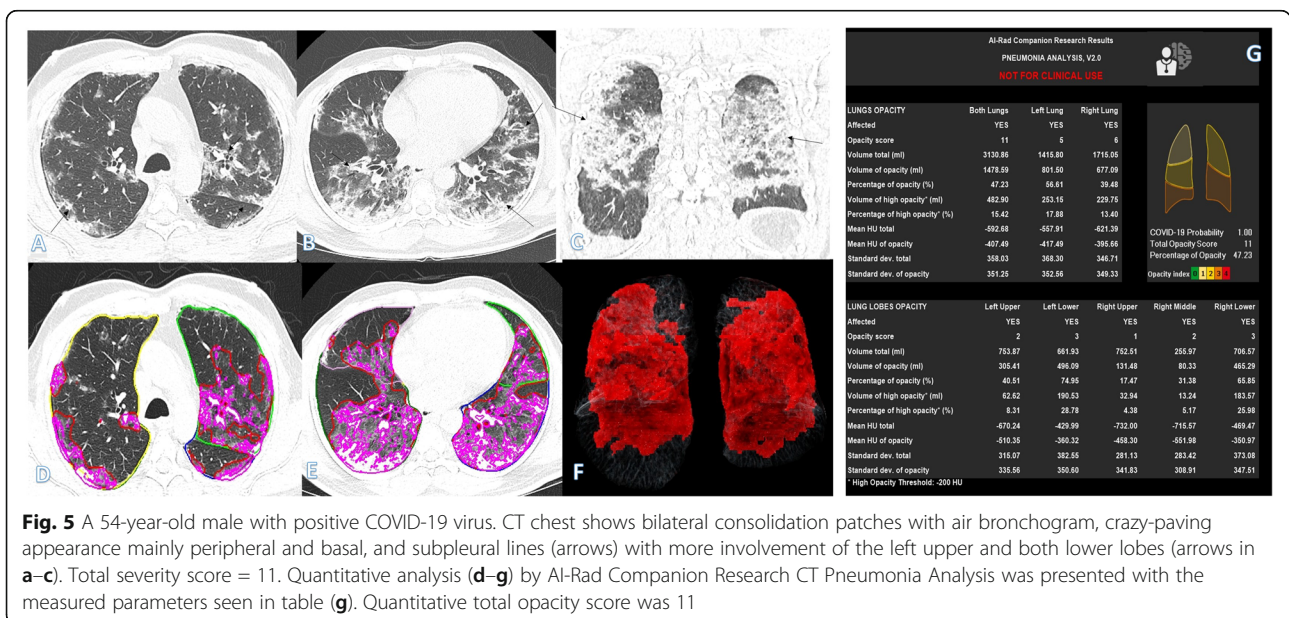 A
B
C
D
E
F
G
AI-Rad Companion Research Results
PNEUMONIA ANALYSIS, V2.0
NOT FOR CLINICAL USE
LUNGS OPACITY Both Lungs Left Lung Right Lung
Affected YES YES YES
Opacity score 11 5 6
Volume total (ml) 3130.86 1415.80 1715.05
Volume of opacity (ml) 1478.59 801.50 677.09
Percentage of opacity (%) 47.23 56.61 39.48
Volume of high opacity* (ml) 482.90 253.15 229.75
Percentage of high opacity* (%) 15.42 17.88 13.40
Mean HU total -592.68 -557.91 -621.39
Mean HU of opacity -407.49 -417.49 -395.66
Standard dev. total 358.03 368.30 346.71
Standard dev. of opacity 351.25 352.56 349.33
COVID-19 Probability 1.00
Total Opacity Score 11
Percentage of Opacity 47.23
Opacity index 0 1 2 3 4
LUNG LOBES OPACITY Left Upper Left Lower Right Upper Right Middle Right Lower
Affected YES YES YES YES YES
Opacity score 2 3 1 2 3
Volume total (ml) 753.87 661.93 752.51 255.97 706.57
Volume of opacity (ml) 305.41 496.09 131.48 80.33 465.29
Percentage of opacity (%) 40.51 74.95 17.47 31.38 65.85
Volume of high opacity* (ml) 62.62 190.53 32.94 13.24 183.57
Percentage of high opacity* (%) 8.31 28.78 4.38 5.17 25.98
Mean HU total -670.24 -429.99 -732.00 -715.57 -469.47
Mean HU of opacity -510.35 -360.32 -458.30 -551.98 -350.97
Standard dev. total 315.07 382.55 281.13 283.42 373.08
Standard dev. of opacity 335.56 350.60 341.83 308.91 347.51
* High Opacity Threshold: -200 HU
Fig. 5 A 54-year-old male with positive COVID-19 virus. CT chest shows bilateral consolidation patches with air bronchogram, crazy-paving
appearance mainly peripheral and basal, and subpleural lines (arrows) with more involvement of the left upper and both lower lobes (arrows in
a–c). Total severity score = 11. Quantitative analysis (d–g) by AI-Rad Companion Research CT Pneumonia Analysis was presented with the
measured parameters seen in table (g). Quantitative total opacity score was 11